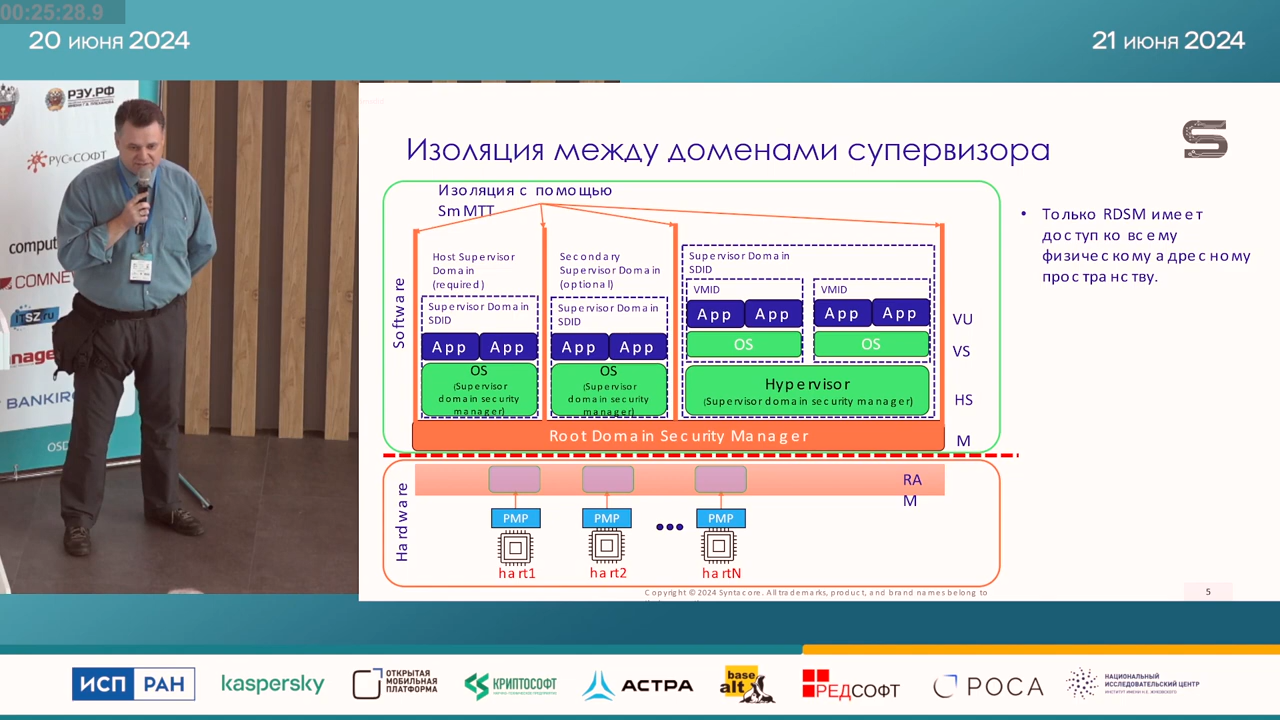 00:25:28.9
20 июня 2024
21 июня 2024
РЭУ.РФ
РУССОФТ
comput
COMNE
ITSZ.ru
nage
BANKIR
OSD
Изоляция между доменами супервизора
Изоляция с помощью
SmMTT
Software
Host Supervisor
Domain
(required)
Secondary
Supervisor Domain
(optional)
Supervisor Domain
SDID
Supervisor Domain
SDID
Supervisor Domain
SDID
VMID
VMID
App App
App App
App App
App App
OS
OS
OS
(Supervisor
domain security
manager)
OS
(Supervisor
domain security
manager)
Hypervisor
(Supervisor domain security manager)
VU
VS
HS
M
Root Domain Security Manager
• Только RDSM имеет
доступ ко всему
физическому адресному
пространству.
Hardware
RA
M
PMP
PMP
PMP
hart1
hart2
hartN
Copyright © 2024 Syntacore. All trademarks, product, and brand names belong to
5
ИСП РАН
kaspersky
ОТКРЫТАЯ
МОБИЛЬНАЯ
ПЛАТФОРМА
КРИПТОСОФТ
АСТРА
base
alt
РЕДСОФТ
РОСА
НАЦИОНАЛЬНЫЙ
ИССЛЕДОВАТЕЛЬСКИЙ ЦЕНТР